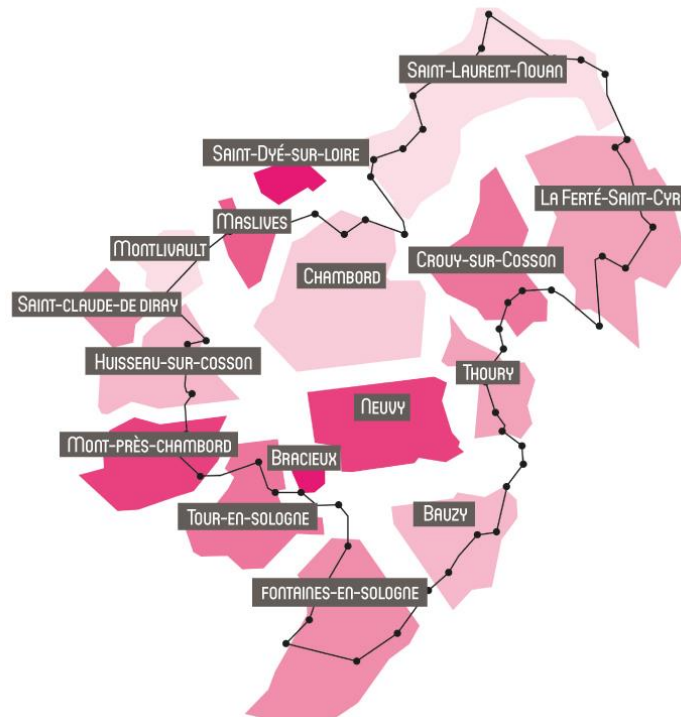 Saint-Laurent-Nouan
Saint-Dyé-sur-loire
La Ferté-Saint-Cyr
Maslives
Montlivault
Crouy-sur-Cosson
Chambord
Saint-claude-de diray
Huisseau-sur-cosson
Thoury
Neuvy
Mont-près-chambord
Bracieux
Tour-en-sologne
Bauzy
fontaines-en-sologne